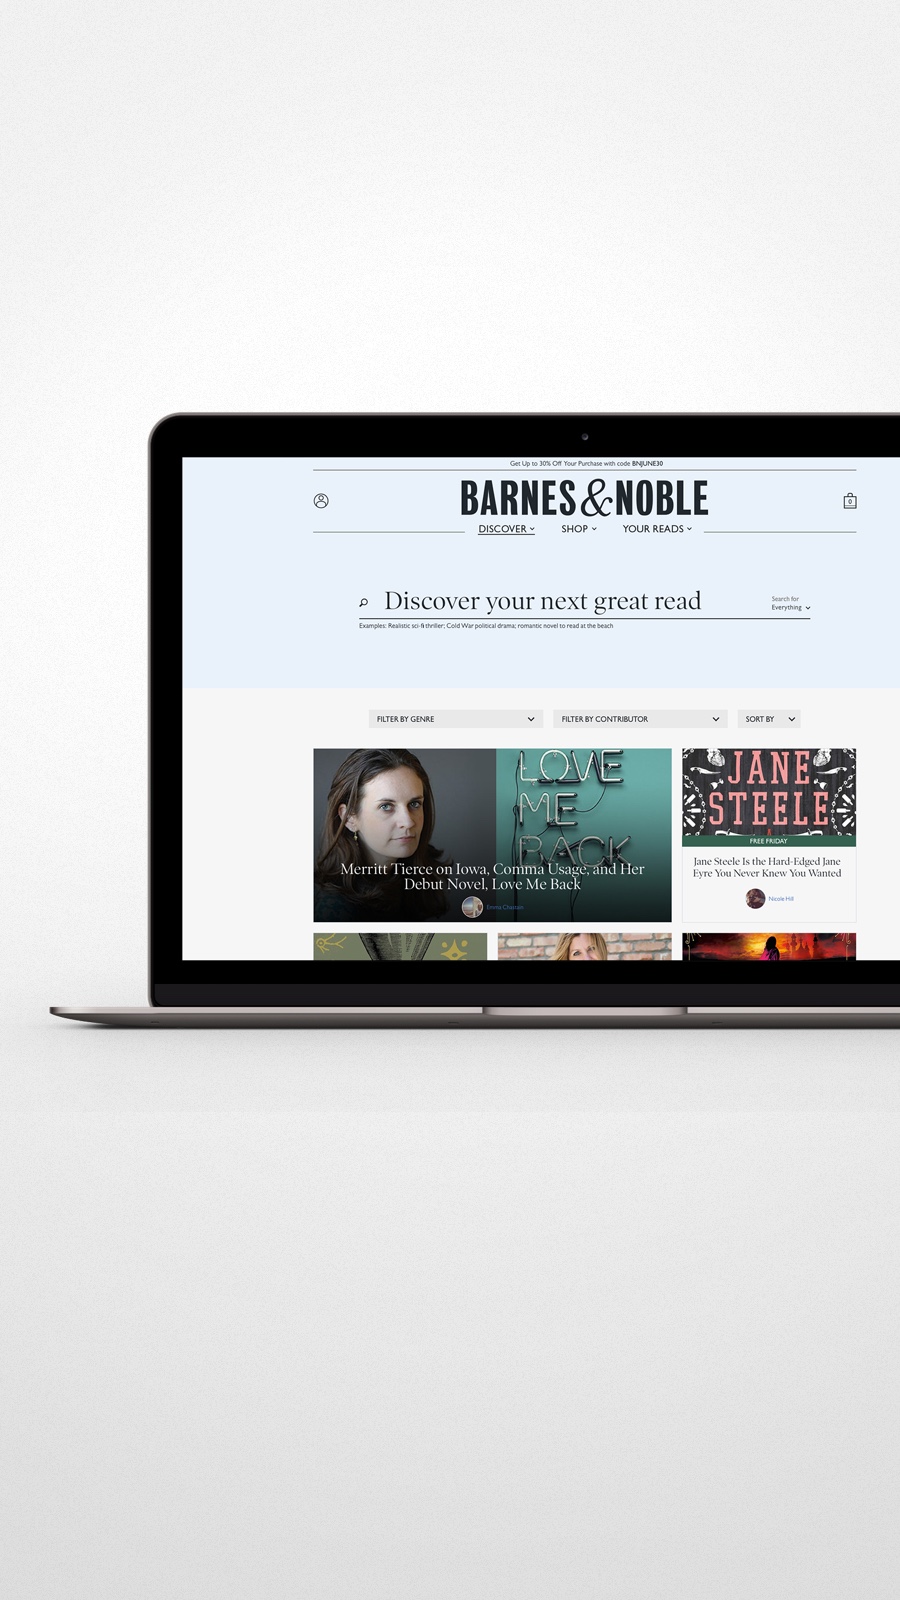 Get Up to 30% Off Your Purchase with code BNJUNE30
BARNES & NOBLE
0
DISCOVER
SHOP
YOUR READS
Discover your next great read
Search for
Everything
Examples: Realistic sci-fi thriller; Cold War political drama; romantic novel to read at the beach
FILTER BY GENRE
FILTER BY CONTRIBUTOR
SORT BY
LOVE
ME
BACK
Merritt Tierce on Iowa, Comma Usage, and Her
Debut Novel, Love Me Back
Emma Chastain
JANE
STEELE
FREE FRIDAY
Jane Steele Is the Hard-Edged Jane
Eyre You Never Knew You Wanted
Nicole Hill